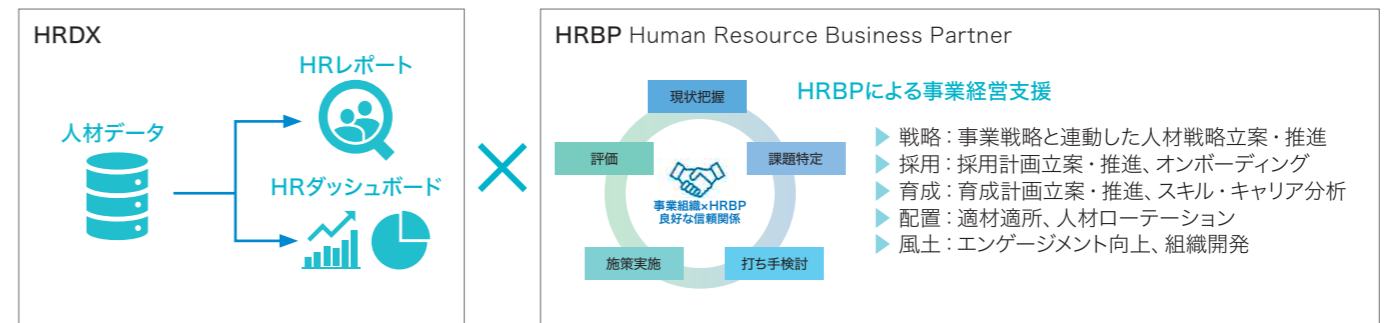 HRDX
HRレポート
人材データ
HRダッシュボード
HRBP Human Resource Business Partner
現状把握
評価
課題特定
事業組織×HRBP
良好な信頼関係
施策実施
打ち手検討
HRBPによる事業経営支援
▶ 戦略：事業戦略と連動した人材戦略立案・推進
▶ 採用：採用計画立案・推進、オンボーディング
▶ 育成：育成計画立案・推進、スキル・キャリア分析
▶ 配置：適材適所、人材ローテーション
▶ 風土：エンゲージメント向上、組織開発